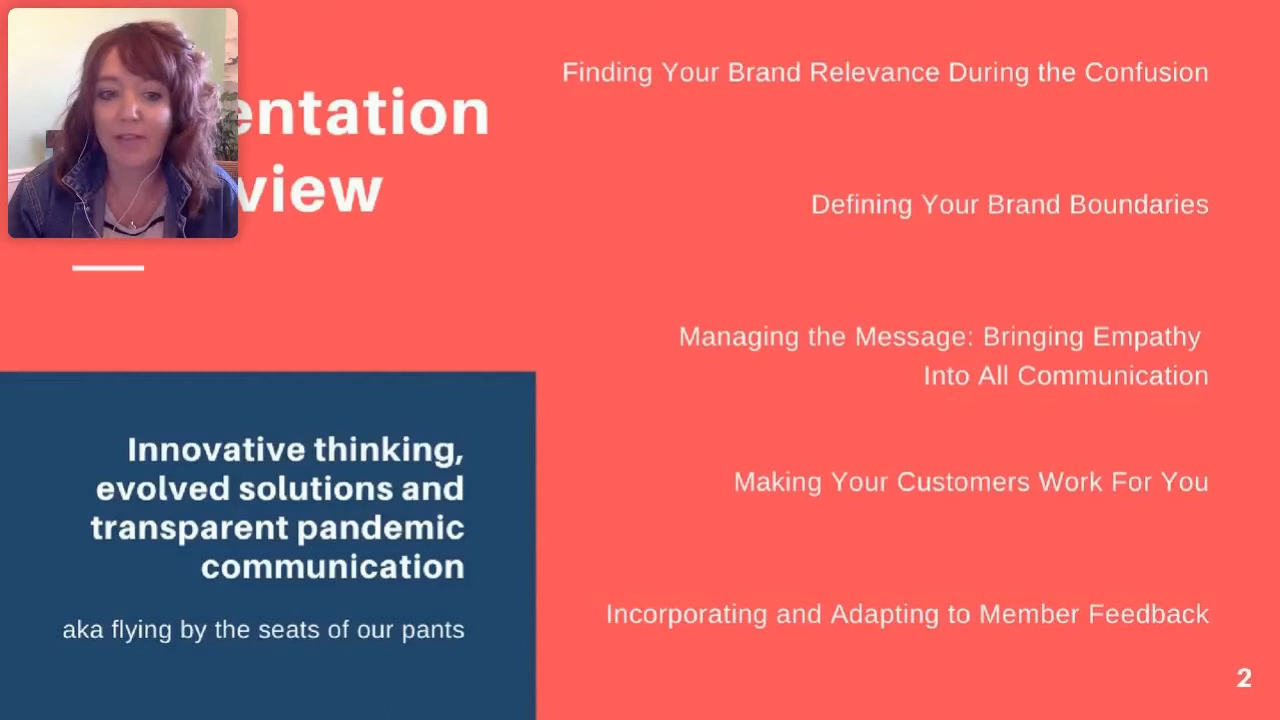 entation
view
Innovative thinking,
evolved solutions and
transparent pandemic
communication
aka flying by the seats of our pants
Finding Your Brand Relevance During the Confusion
Defining Your Brand Boundaries
Managing the Message: Bringing Empathy
Into All Communication
Making Your Customers Work For You
Incorporating and Adapting to Member Feedback
2